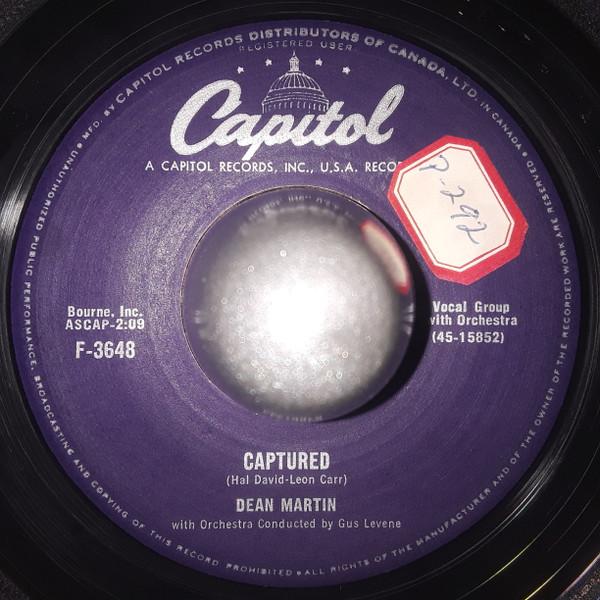 MFD. BY CAPITOL RECORDS DISTRIBUTORS OF CANADA, LTD. IN CANADA • ALL RIGHTS OF THE MANUFACTURER AND OF THE OWNER OF THE RECORDED WORK ARE RESERVED
UNAUTHORIZED PUBLIC PERFORMANCE, BROADCASTING AND COPYING OF THIS RECORD PROHIBITED •
REGISTERED USER
Capitol
A CAPITOL RECORDS, INC., U.S.A.
P-292
Bourne, Inc.
ASCAP-2:09
F-3648
Vocal Group
with Orchestra
(45-15852)
CAPTURED
(Hal David-Leon Carr)
DEAN MARTIN
with Orchestra Conducted by Gus Levene